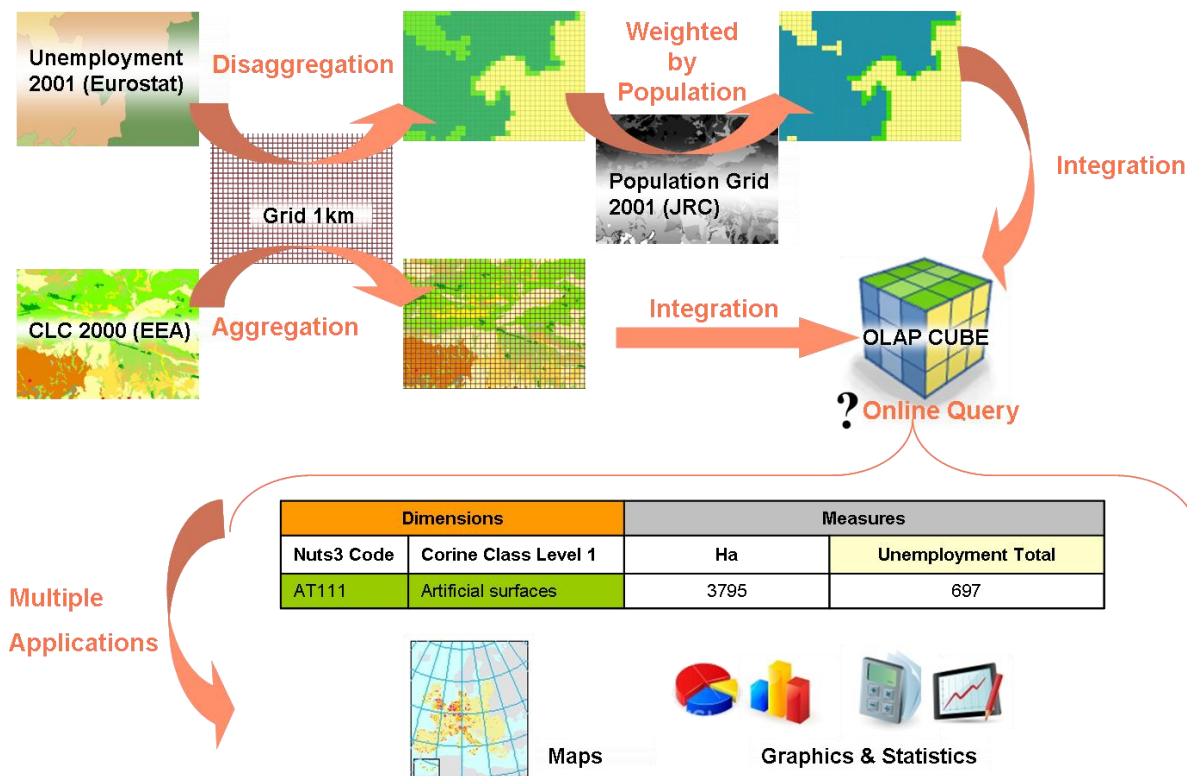 Unemployment
2001 (Eurostat)
Disaggregation
Weighted
by
Population
Integration
Grid 1km
Population Grid
2001 (JRC)
CLC 2000 (EEA)
Aggregation
Integration
OLAP CUBE
? Online Query
Dimensions Measures
Nuts3 Code Corine Class Level 1 Ha Unemployment Total
AT111 Artificial surfaces 3795 697
Multiple
Applications
Maps
Graphics & Statistics